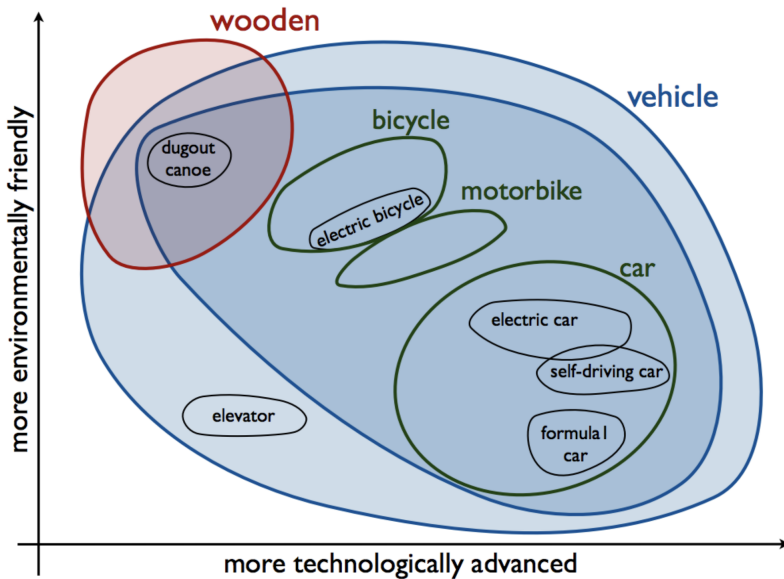 wooden
vehicle
bicycle
dugout
canoe
motorbike
electric bicycle
car
electric car
self-driving car
elevator
formula1
car
more environmentally friendly
more technologically advanced